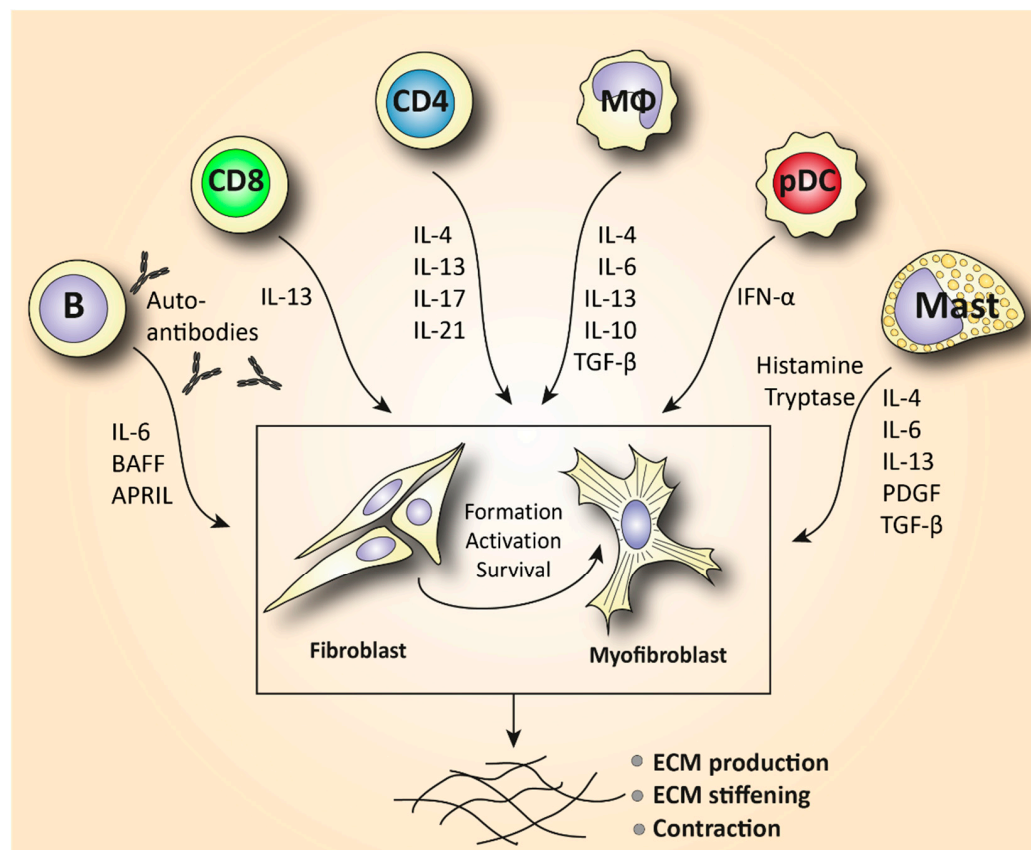 CD4
MΦ
CD8
pDC
B
Mast
Auto-
antibodies
IL-6
BAFF
APRIL
IL-13
IL-4
IL-13
IL-17
IL-21
IL-4
IL-6
IL-13
IL-10
TGF-β
IFN-α
Histamine
Tryptase
IL-4
IL-6
IL-13
PDGF
TGF-β
Formation
Activation
Survival
Fibroblast
Myofibroblast
ECM production
ECM stiffening
Contraction